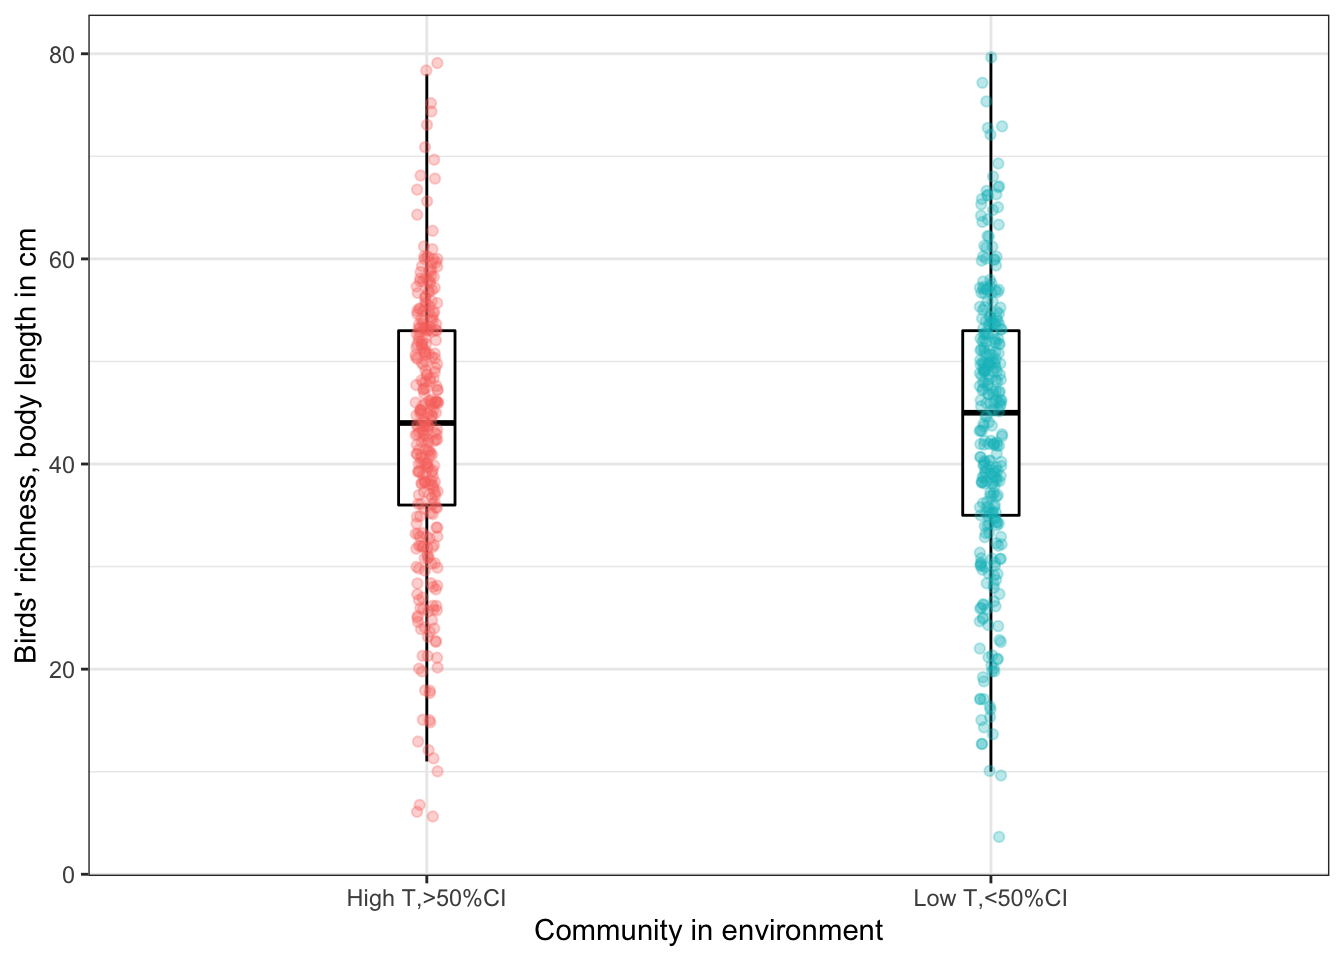 Birds' richness, body length in cm
80
60
40
20
0
High T,>50%CI
Low T,<50%CI
Community in environment